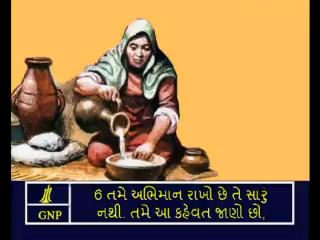 6 તમે અભિમાન રાખો છે તે સારુ
નથી. તમે આ કહેવત જાણો છો,
GNP